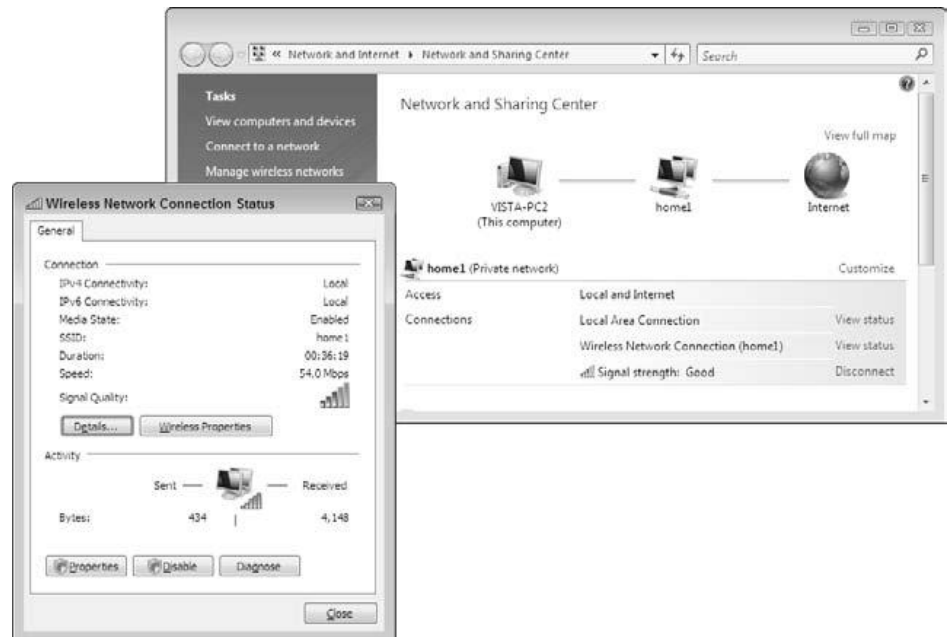 « Network and Internet ▸ Network and Sharing Center
Search
Tasks
View computers and devices
Connect to a network
Manage wireless networks
Network and Sharing Center
View full map
VISTA-PC2
(This computer)
home1
Internet
home1 (Private network)
Customize
Access
Local and Internet
Connections
Local Area Connection
View status
Wireless Network Connection (home1)
View status
Signal strength: Good
Disconnect
Wireless Network Connection Status
General
Connection
IPv4 Connectivity: Local
IPv6 Connectivity: Local
Media State: Enabled
SSID: home1
Duration: 00:36:19
Speed: 54.0 Mbps
Signal Quality:
Details...
Wireless Properties
Activity
Sent — Received
Bytes: 434 4,148
Properties
Disable
Diagnose
Close